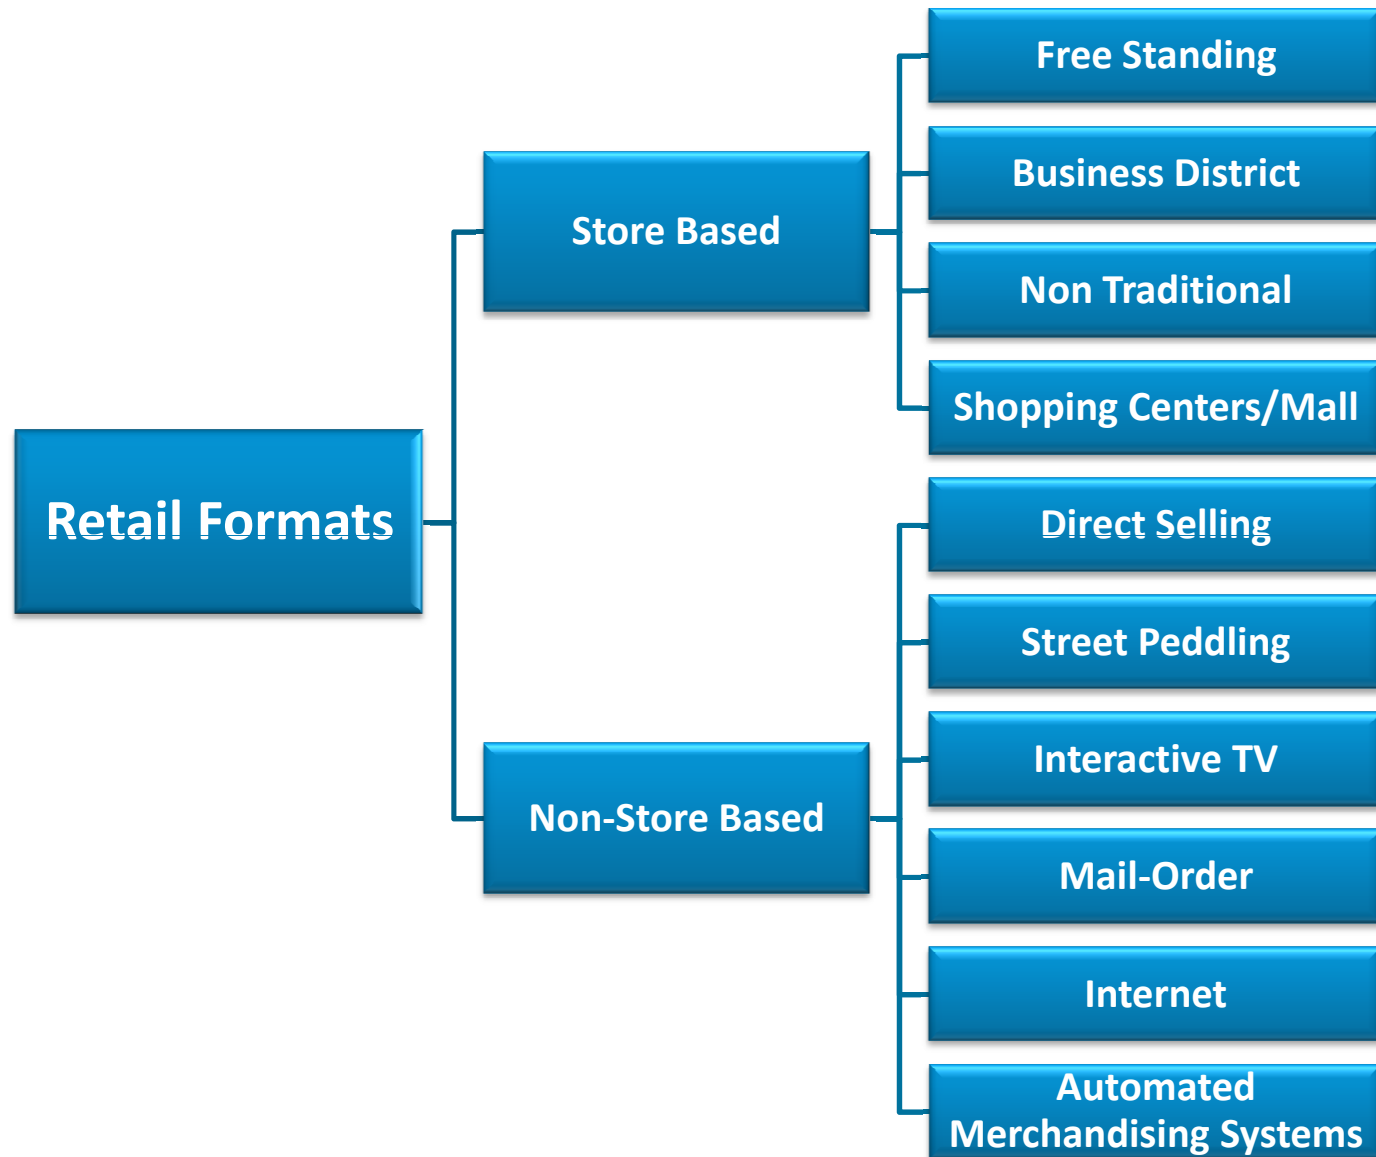 Retail Formats
Store Based
Free Standing
Business District
Non Traditional
Shopping Centers/Mall
Non-Store Based
Direct Selling
Street Peddling
Interactive TV
Mail-Order
Internet
Automated
Merchandising Systems